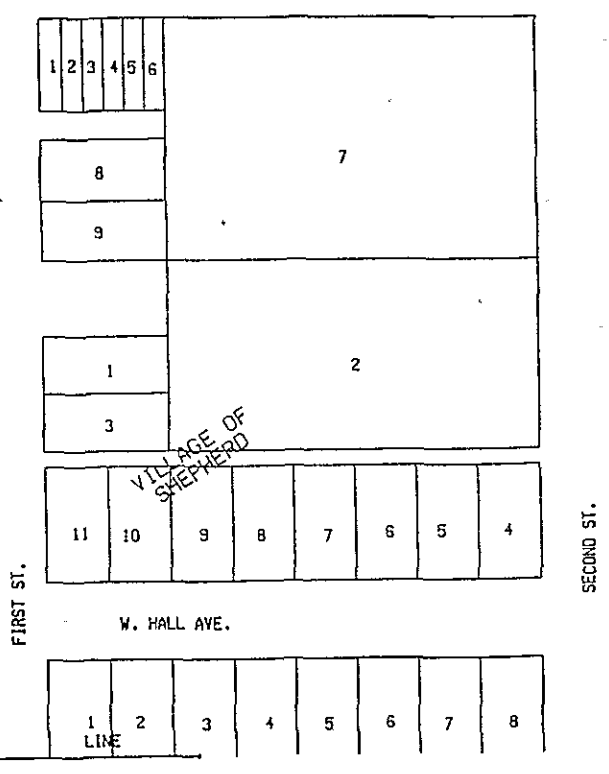 1 2 3 4 5 6
7
8
9
1
2
3
VILLAGE OF
SHEPHERD
11 10 9 8 7 6 5 4
FIRST ST.
SECOND ST.
W. HALL AVE.
1 2 3 4 5 6 7 8
LINE